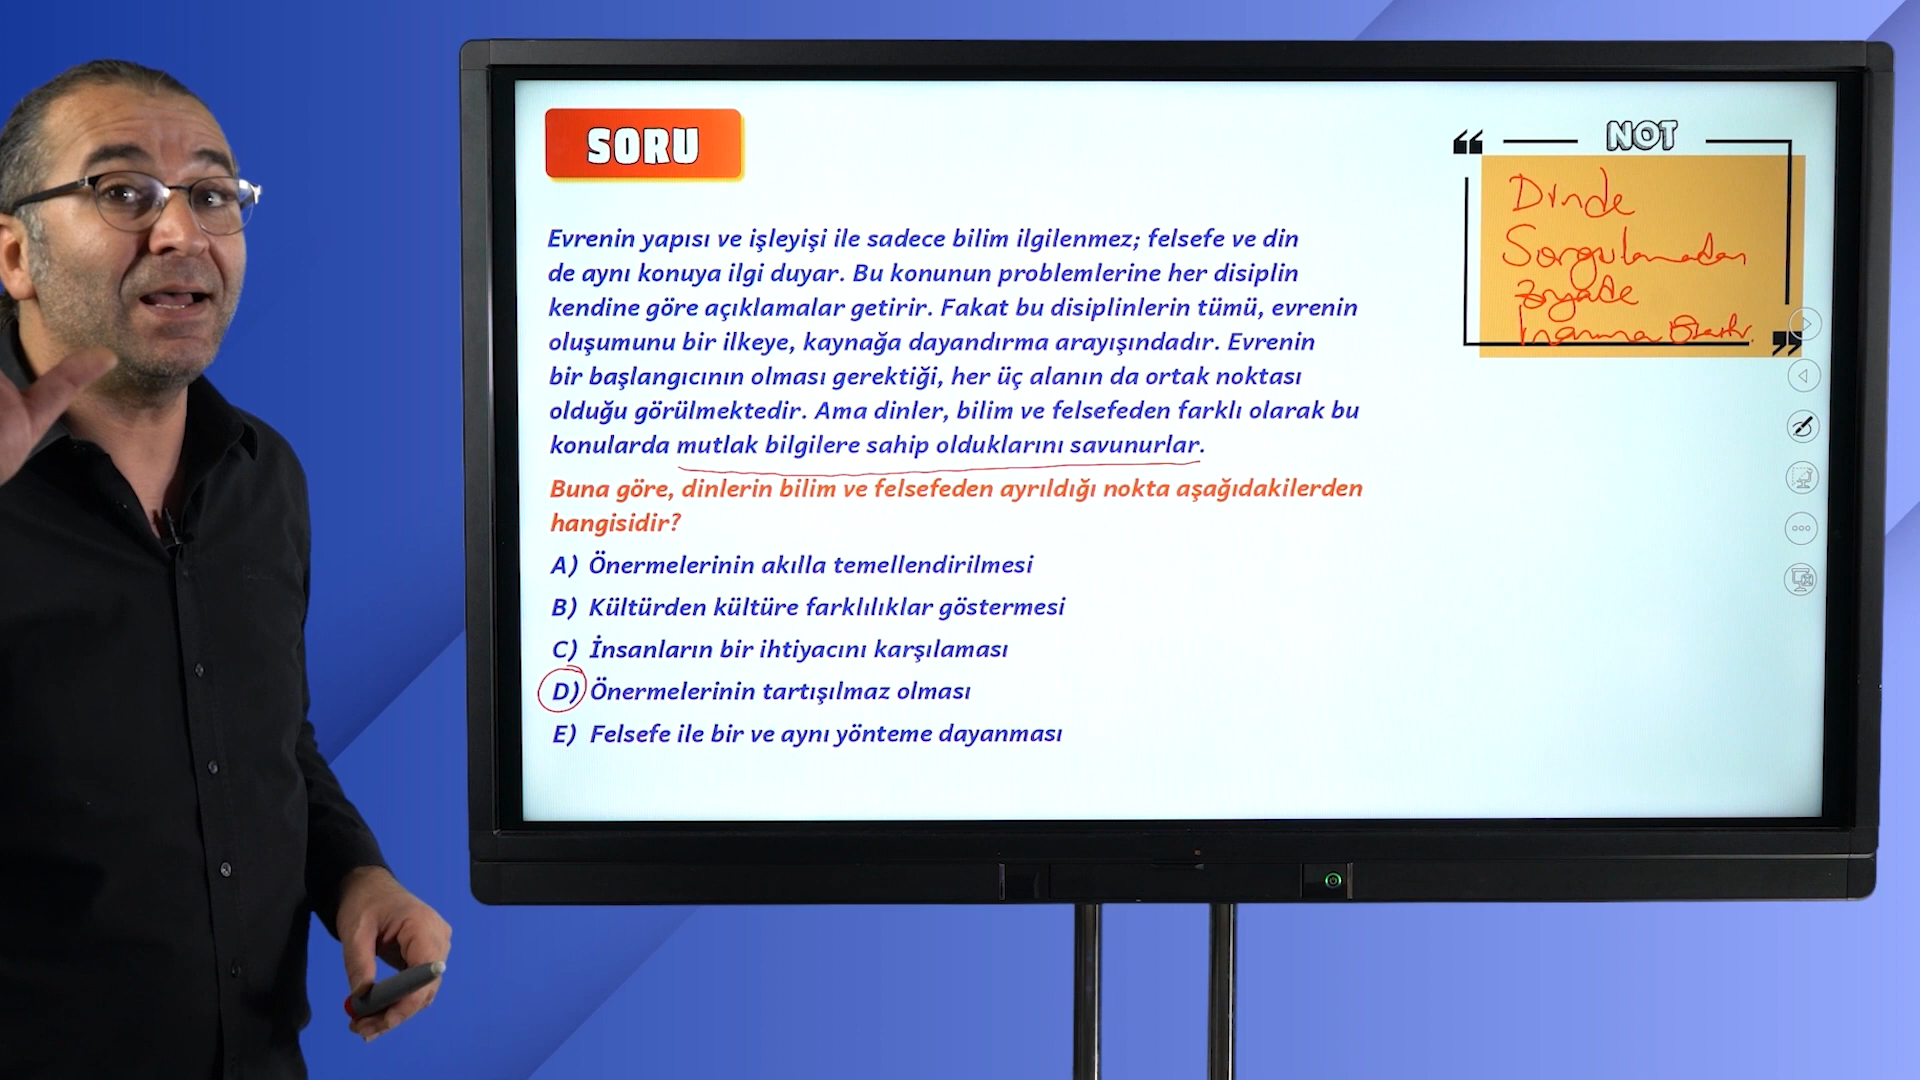 SORU
NOT
Dinde
Sorgulamadan
ziyade
inanma
Evrenin yapısı ve işleyişi ile sadece bilim ilgilenmez; felsefe ve din
de aynı konuya ilgi duyar. Bu konunun problemlerine her disiplin
kendine göre açıklamalar getirir. Fakat bu disiplinlerin tümü, evrenin
oluşumunu bir ilkeye, kaynağa dayandırma arayışındadır. Evrenin
bir başlangıcının olması gerektiği, her üç alanın da ortak noktası
olduğu görülmektedir. Ama dinler, bilim ve felsefeden farklı olarak bu
konularda mutlak bilgilere sahip olduklarını savunurlar.
Buna göre, dinlerin bilim ve felsefeden ayrıldığı nokta aşağıdakilerden
hangisidir?
A) Önermelerinin akılla temellendirilmesi
B) Kültürden kültüre farklılıklar göstermesi
C) İnsanların bir ihtiyacını karşılaması
D) Önermelerinin tartışılmaz olması
E) Felsefe ile bir ve aynı yönteme dayanması